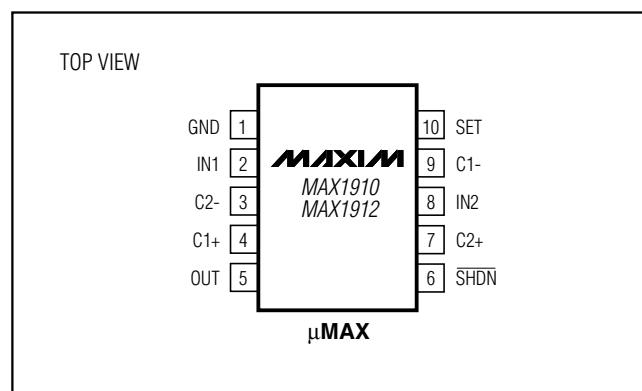 TOP VIEW
GND 1
IN1 2
C2- 3
C1+ 4
OUT 5
MAXIM
MAX1910
MAX1912
10 SET
9 C1-
8 IN2
7 C2+
6 SHDN
µMAX